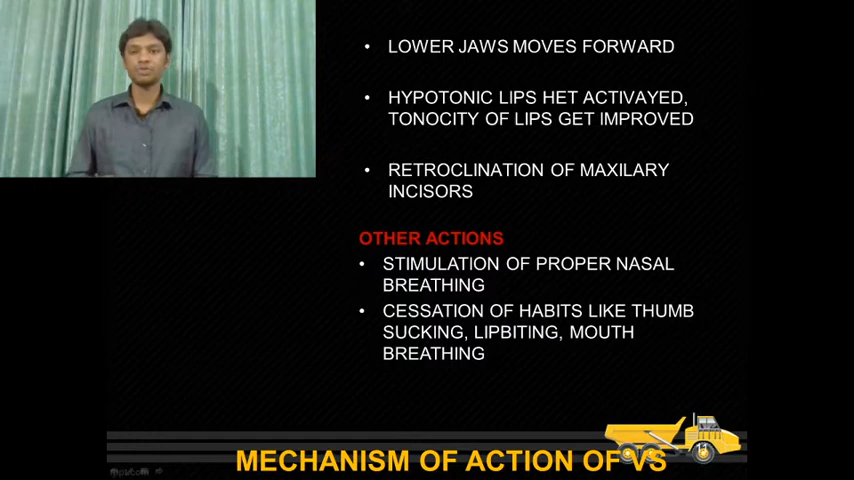 • LOWER JAWS MOVES FORWARD
• HYPOTONIC LIPS HET ACTIVAYED,
TONOCITY OF LIPS GET IMPROVED
• RETROCLINATION OF MAXILARY
INCISORS
OTHER ACTIONS
• STIMULATION OF PROPER NASAL
BREATHING
• CESSATION OF HABITS LIKE THUMB
SUCKING, LIPBITING, MOUTH
BREATHING
MECHANISM OF ACTION OF VS